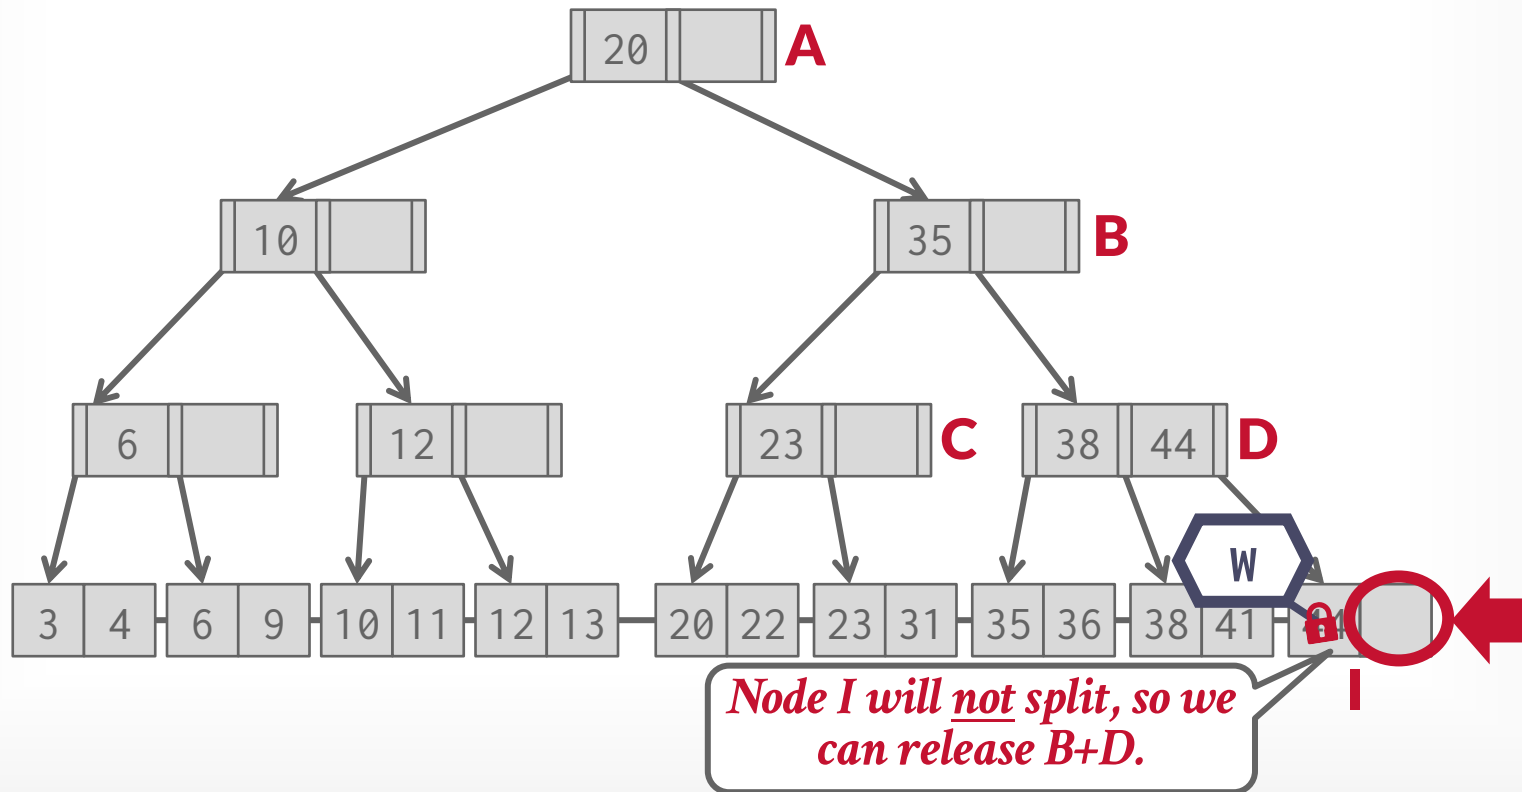 20 A
10 35 B
6 12 23 C 38 44 D
W
3 4 6 9 10 11 12 13 20 22 23 31 35 36 38 41 44
I
Node I will not split, so we
can release B+D.